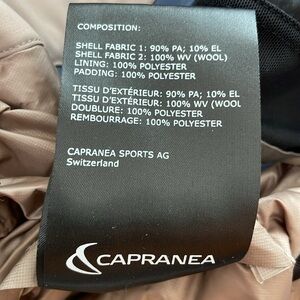 COMPOSITION:
SHELL FABRIC 1: 90% PA; 10% EL
SHELL FABRIC 2: 100% WV (WOOL)
LINING: 100% POLYESTER
PADDING: 100% POLYESTER
TISSU D'EXTÉRIEUR: 90% PA; 10% EL
TISSU D'EXTÉRIEUR: 100% WV (WOOL
DOUBLURE: 100% POLYESTER
REMBOURRAGE: 100% POLYESTER
CAPRANEA SPORTS AG
Switzerland
CAPRANEA